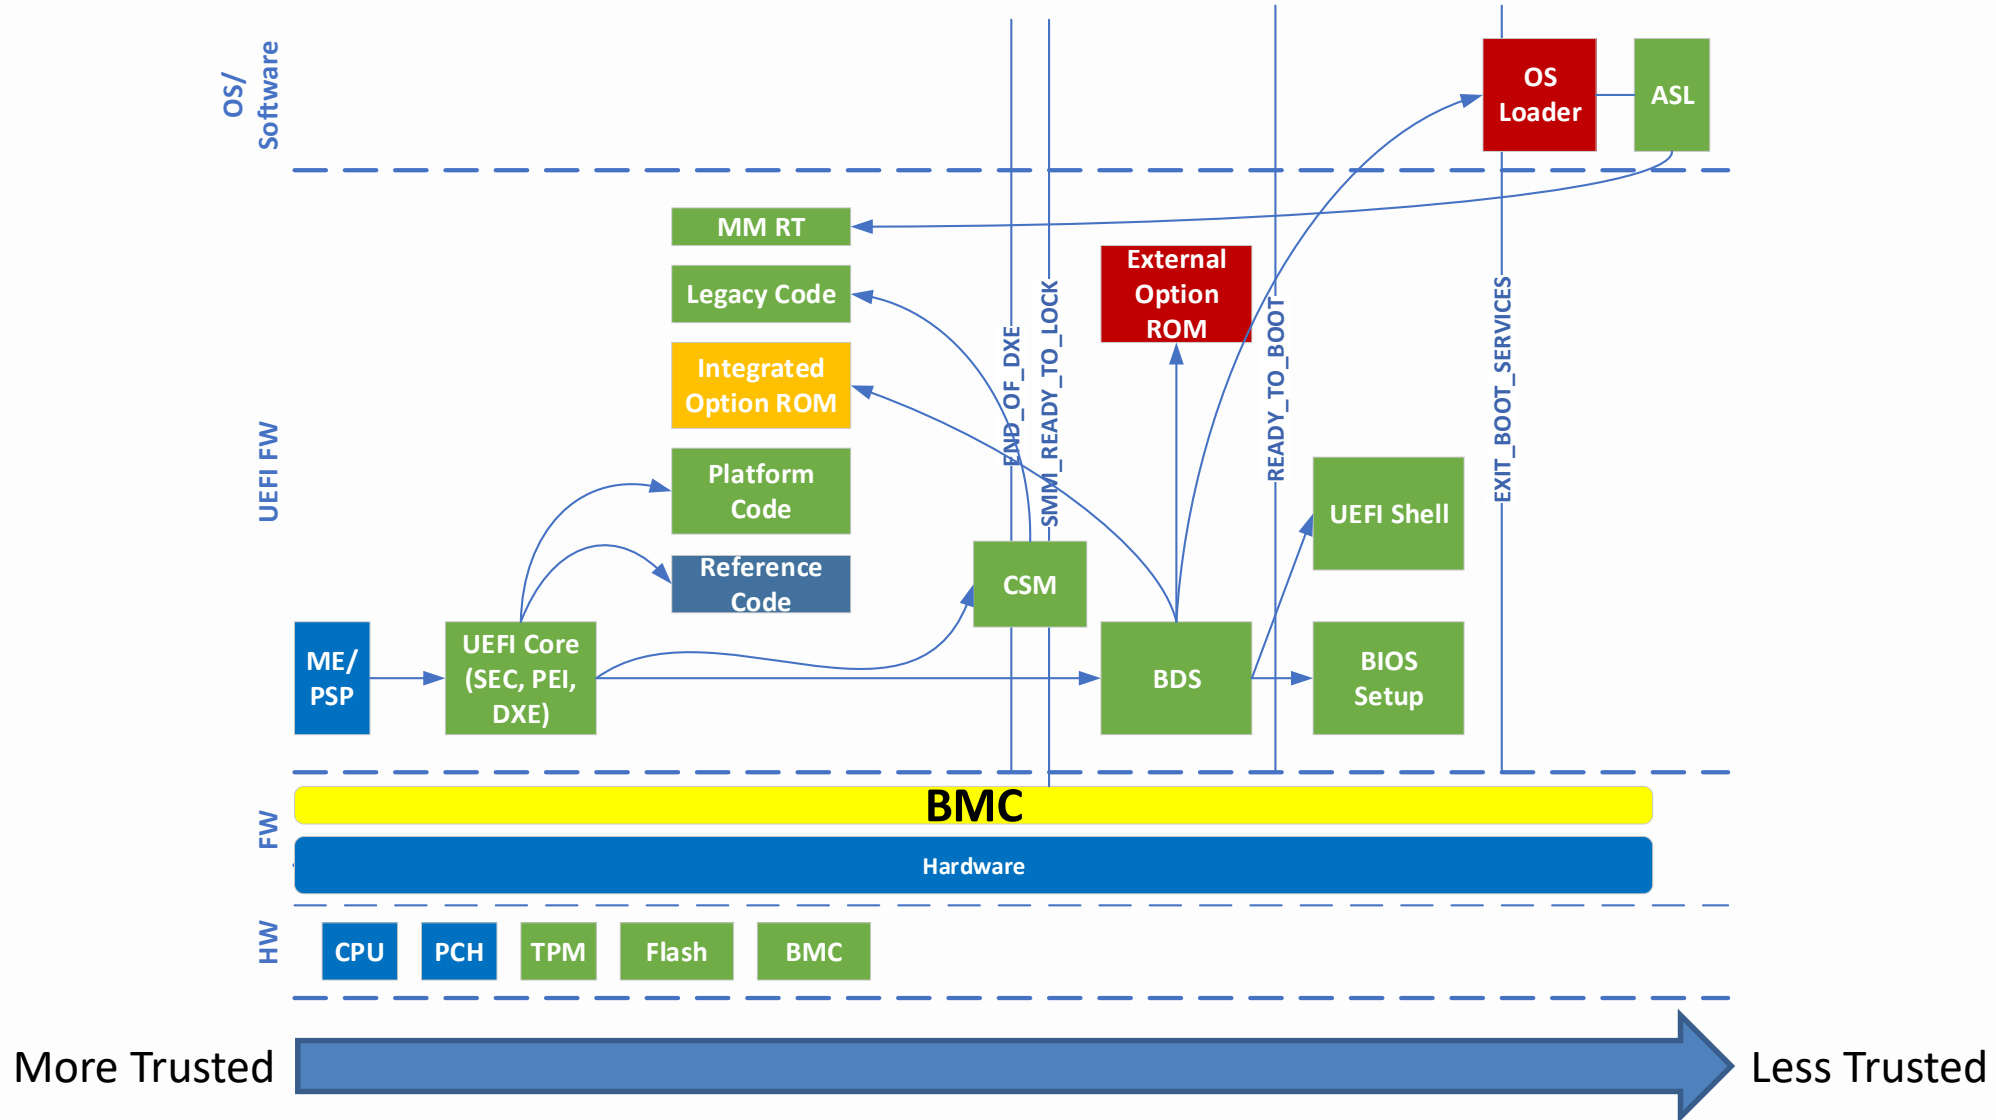 OS/
Software
OS
Loader
ASL
MM RT
Legacy Code
Integrated
Option ROM
Platform
Code
Reference
Code
External
Option
ROM
END_OF_DXE
SMM_READY_TO_LOCK
READY_TO_BOOT
EXIT_BOOT_SERVICES
UEFI FW
UEFI Shell
CSM
ME/
PSP
UEFI Core
(SEC, PEI,
DXE)
BDS
BIOS
Setup
FW
BMC
Hardware
HW
CPU
PCH
TPM
Flash
BMC
More Trusted
Less Trusted